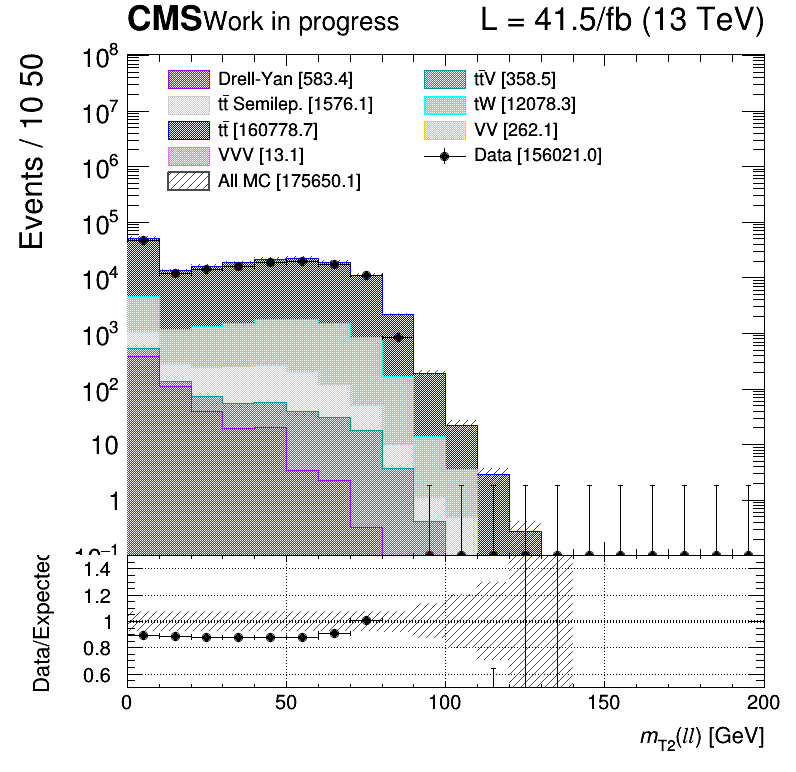 CMS Work in progress L = 41.5/fb (13 TeV)
Events / 10 50
10⁸
10⁷
10⁶
10⁵
10⁴
10³
10²
10
1
10⁻¹
Drell-Yan [583.4]
tt̄ Semilep. [1576.1]
tt̄ [160778.7]
VVV [13.1]
All MC [175650.1]
tt̄V [358.5]
tW [12078.3]
VV [262.1]
Data [156021.0]
Data/Expected
1.4
1.2
1
0.8
0.6
0 50 100 150 200
m_T2(ll) [GeV]